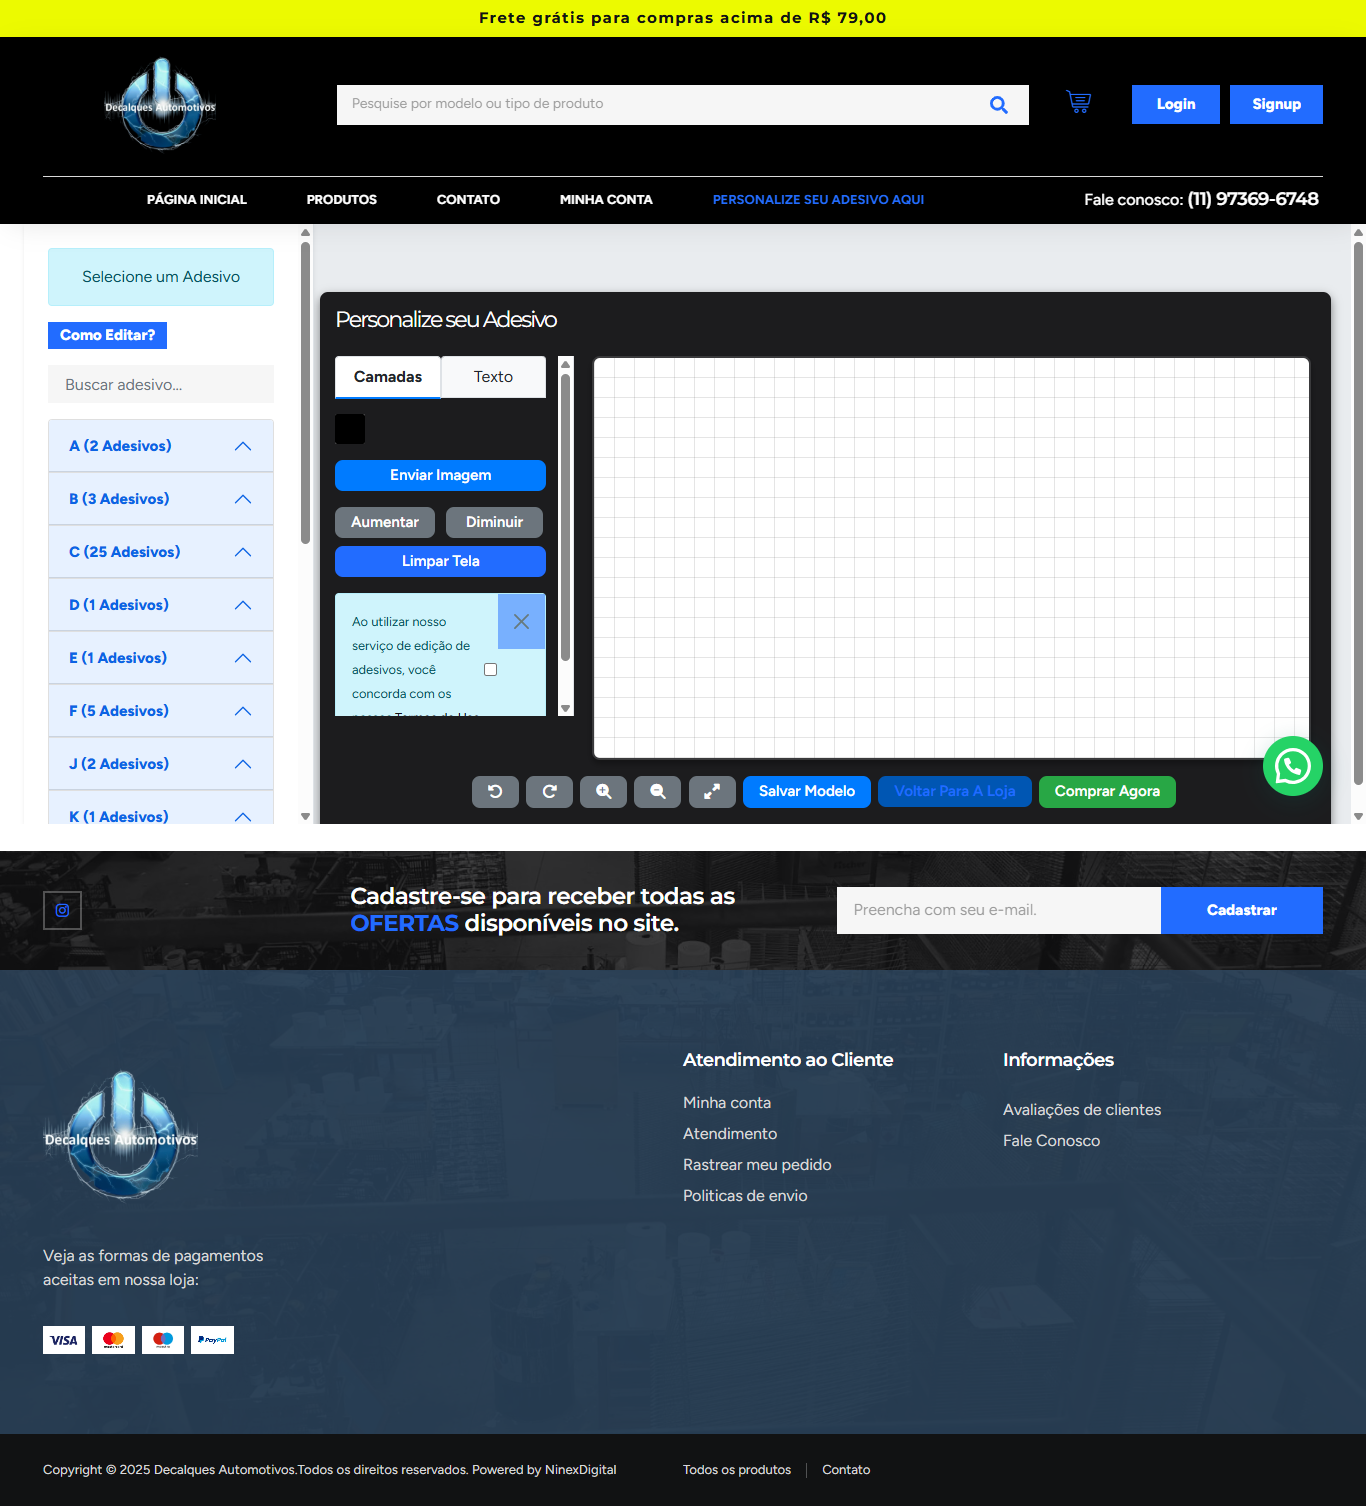 Frete grátis para compras acima de R$ 79,00
Decalques Automotivos
Pesquise por modelo ou tipo de produto
Login
Signup
PÁGINA INICIAL
PRODUTOS
CONTATO
MINHA CONTA
PERSONALIZE SEU ADESIVO AQUI
Fale conosco: (11) 97369-6748
Selecione um Adesivo
Como Editar?
Buscar adesivo...
A (2 Adesivos)
B (3 Adesivos)
C (25 Adesivos)
D (1 Adesivos)
E (1 Adesivos)
F (5 Adesivos)
J (2 Adesivos)
K (1 Adesivos)
Personalize seu Adesivo
Camadas
Texto
Enviar Imagem
Aumentar
Diminuir
Limpar Tela
Ao utilizar nosso
serviço de edição de
adesivos, você
concorda com os
Salvar Modelo
Voltar Para A Loja
Comprar Agora
Cadastre-se para receber todas as
OFERTAS disponíveis no site.
Preencha com seu e-mail.
Cadastrar
Decalques Automotivos
Veja as formas de pagamentos
aceitas em nossa loja:
VISA
PayPal
Atendimento ao Cliente
Minha conta
Atendimento
Rastrear meu pedido
Politicas de envio
Informações
Avaliações de clientes
Fale Conosco
Copyright © 2025 Decalques Automotivos.Todos os direitos reservados. Powered by NinexDigital
Todos os produtos
Contato